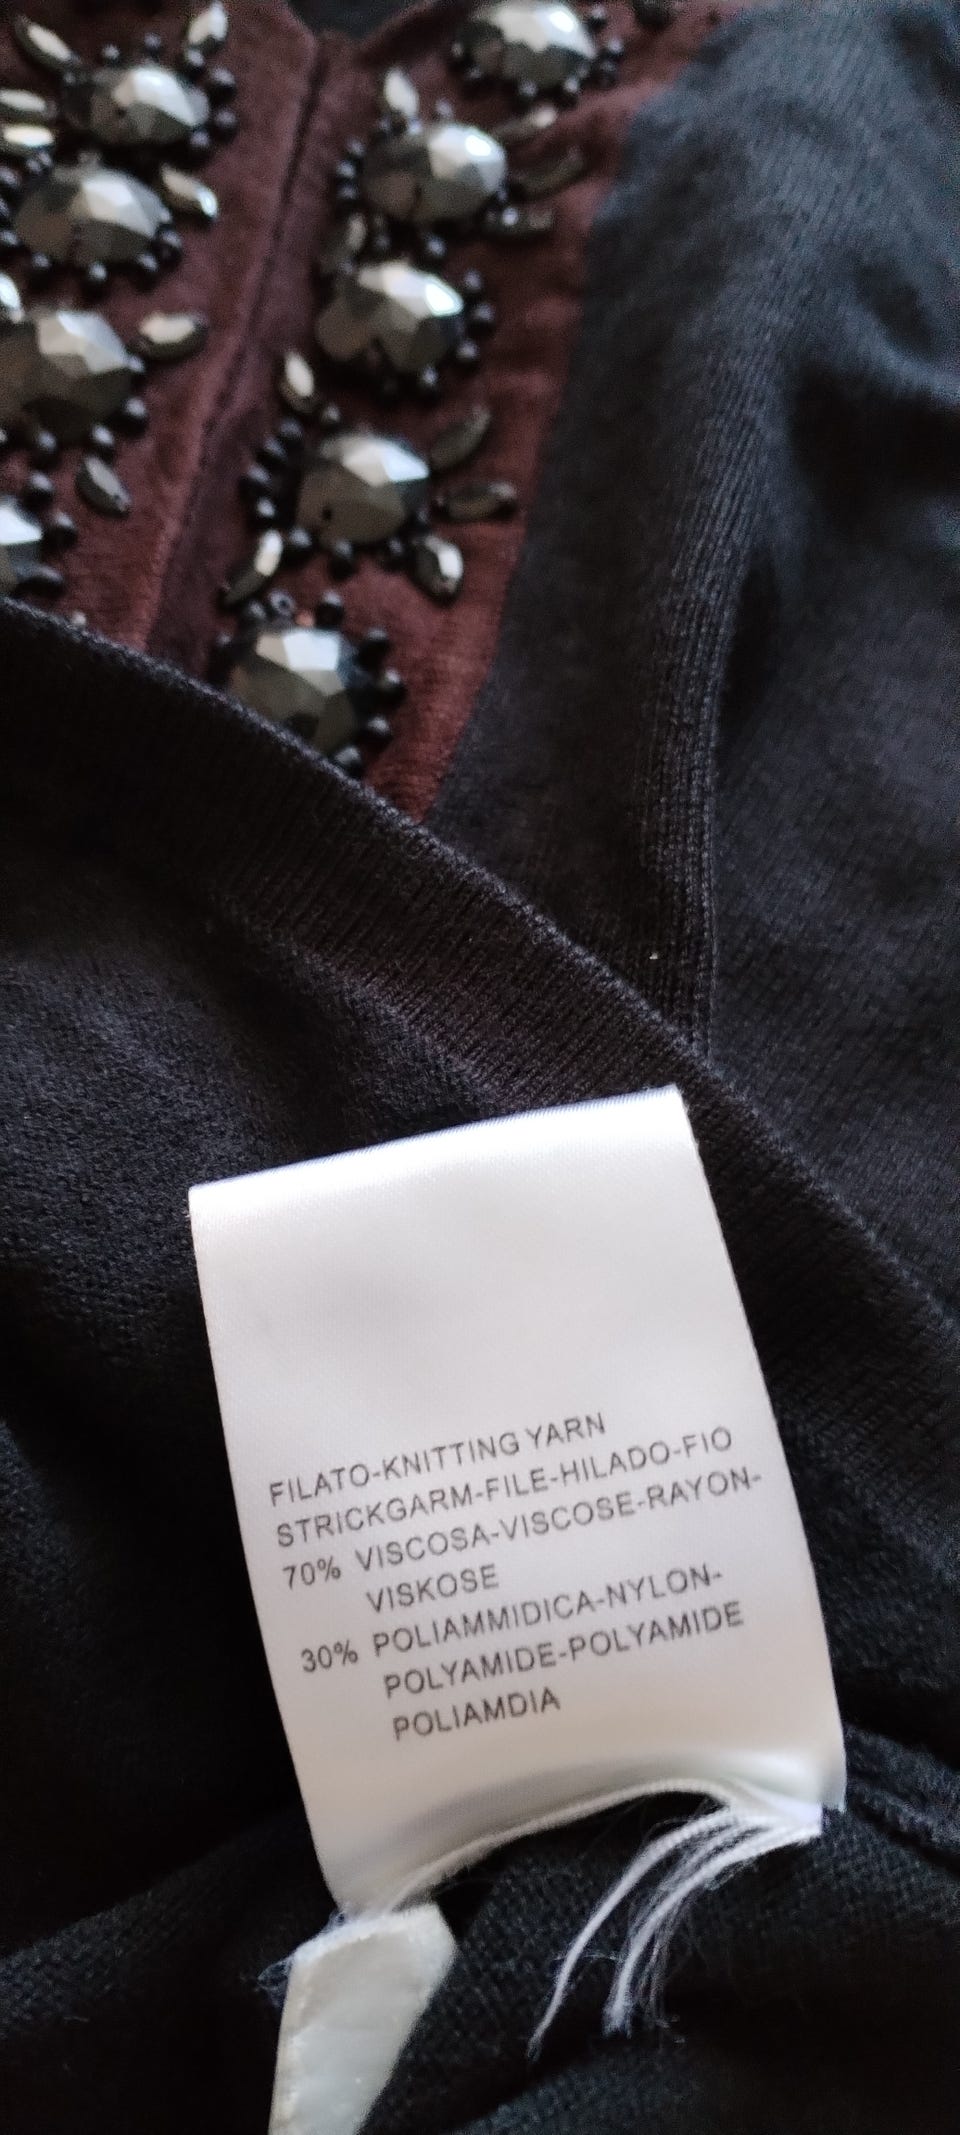 FILATO-KNITTING YARN
STRICKGARM-FILE-HILADO-FIO
70% VISCOSA-VISCOSE-RAYON-
VISKOSE
30% POLIAMMIDICA-NYLON-
POLYAMIDE-POLYAMIDE
POLIAMDIA